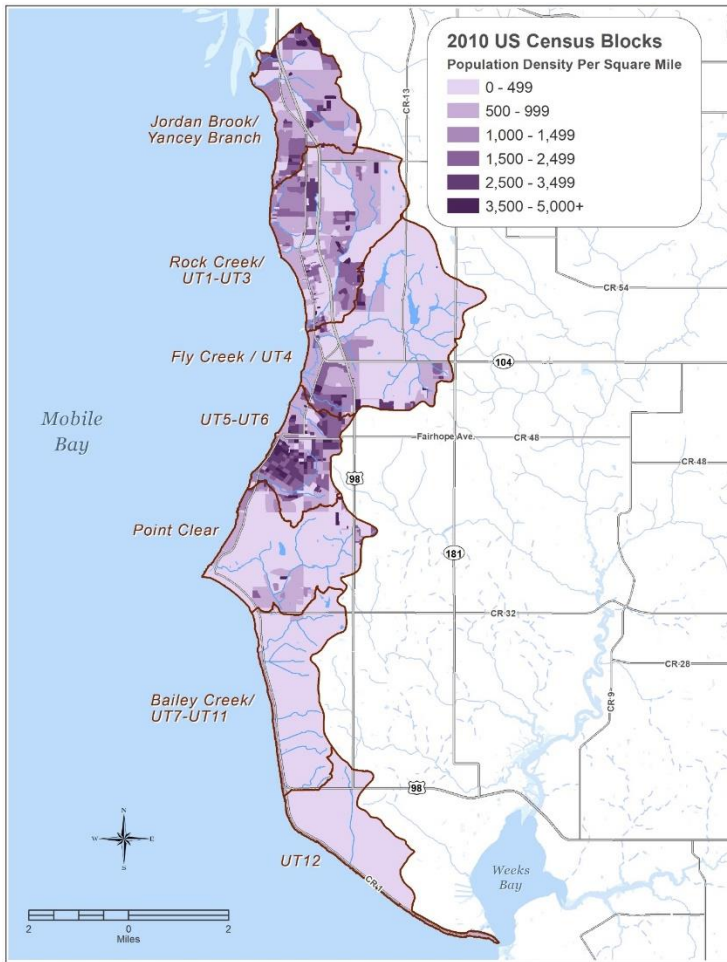 2010 US Census Blocks
Population Density Per Square Mile
0 - 499
500 - 999
1,000 - 1,499
1,500 - 2,499
2,500 - 3,499
3,500 - 5,000+
CR-13
Jordan Brook/
Yancey Branch
Rock Creek/
UT1-UT3
CR 54
Fly Creek / UT4
104
UT5-UT6
Mobile
Bay
Fairhope Ave.
CR 48
CR 48
98
Point Clear
181
CR 32
CR 28
CR 9
Bailey Creek/
UT7-UT11
98
N
W
E
S
UT12
CR 1
Weeks
Bay
2
0
2
Miles